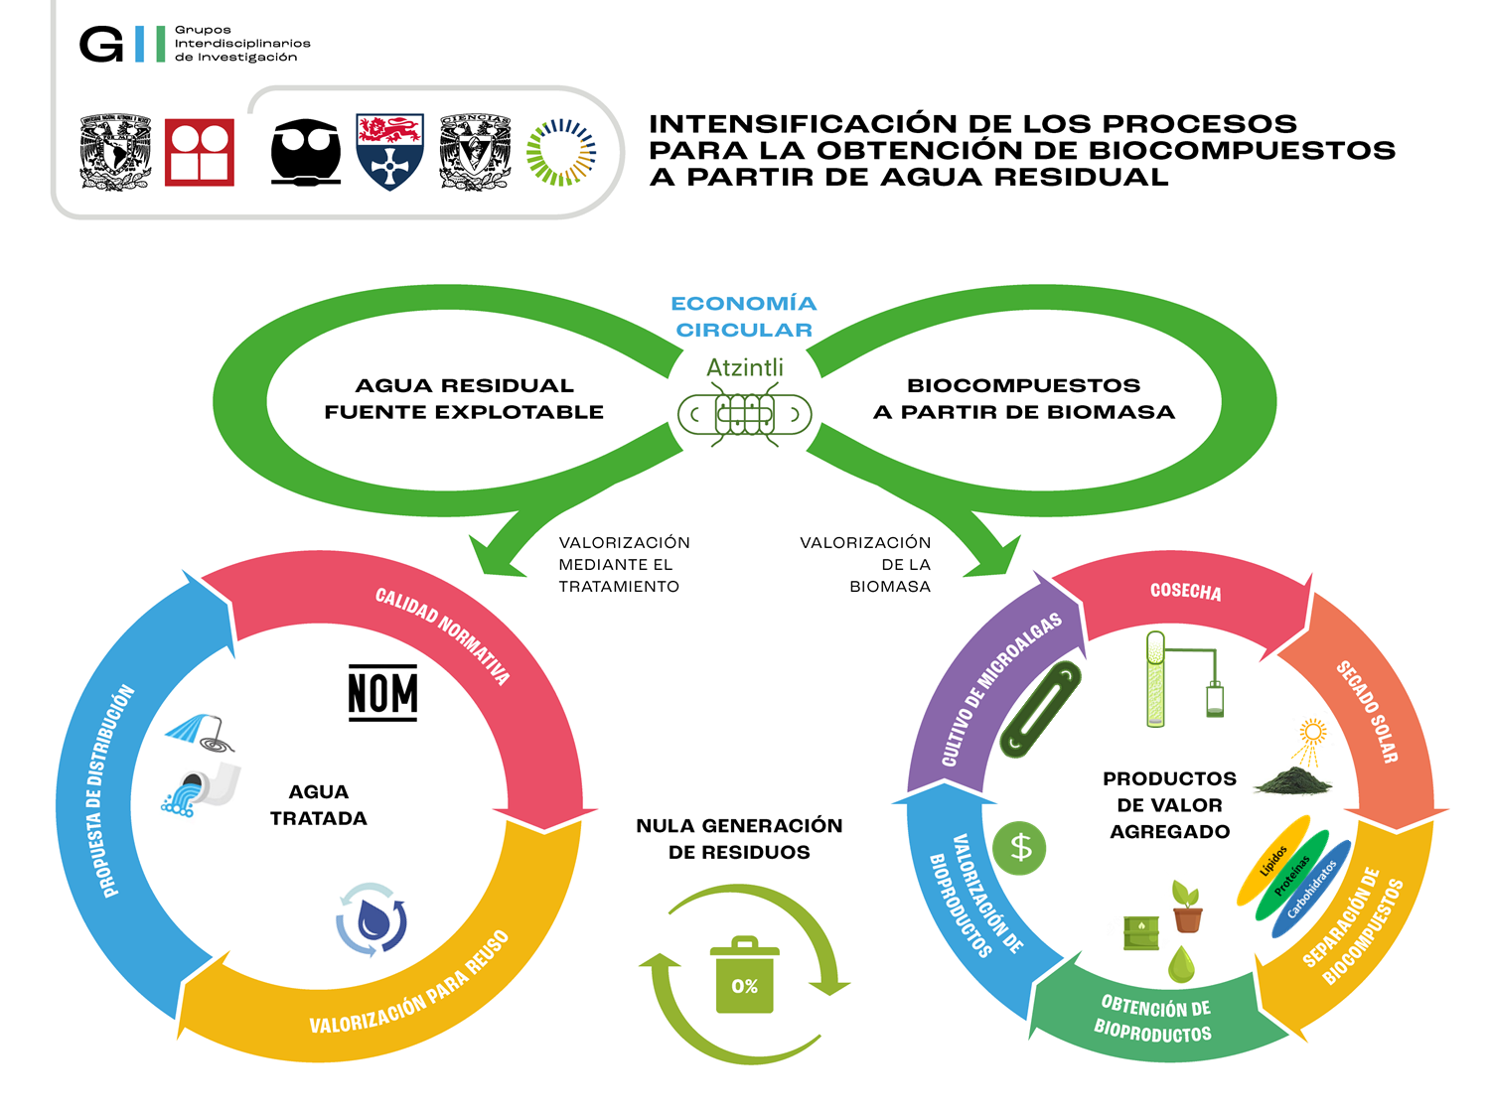 GII
Grupos
Interdisciplinarios
de Investigación
CIENCIAS
INTENSIFICACIÓN DE LOS PROCESOS
PARA LA OBTENCIÓN DE BIOCOMPUESTOS
A PARTIR DE AGUA RESIDUAL
ECONOMÍA
CIRCULAR
Atzintli
AGUA RESIDUAL
FUENTE EXPLOTABLE
BIOCOMPUESTOS
A PARTIR DE BIOMASA
VALORIZACIÓN
MEDIANTE EL
TRATAMIENTO
VALORIZACIÓN
DE LA
BIOMASA
CALIDAD NORMATIVA
NOM
PROPUESTA DE DISTRIBUCIÓN
AGUA
TRATADA
VALORIZACIÓN PARA REUSO
NULA GENERACIÓN
DE RESIDUOS
0%
COSECHA
SECADO SOLAR
CULTIVO DE MICROALGAS
PRODUCTOS
DE VALOR
AGREGADO
$
Lípidos
Proteínas
Carbohidratos
SEPARACIÓN DE
BIOCOMPUESTOS
VALORIZACIÓN DE
BIOPRODUCTOS
OBTENCIÓN DE
BIOPRODUCTOS